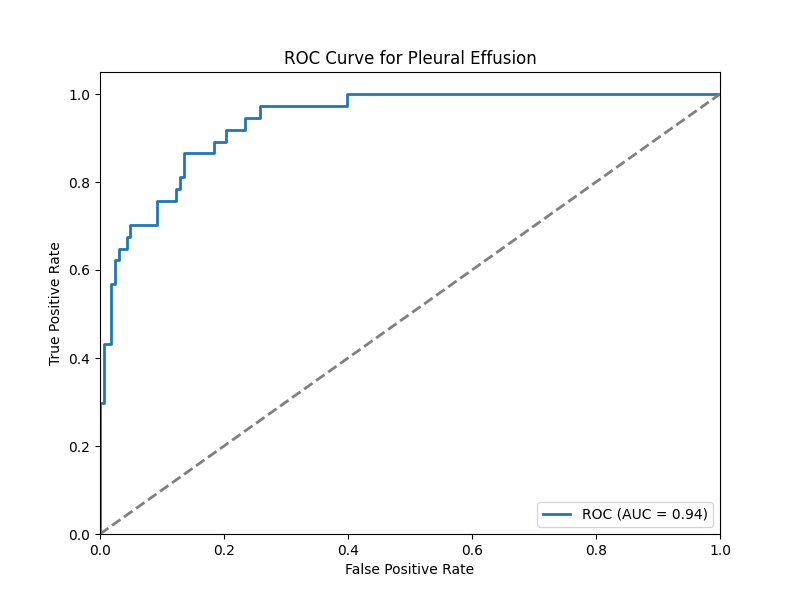 ROC Curve for Pleural Effusion
True Positive Rate
1.0
0.8
0.6
0.4
0.2
0.0
0.0 0.2 0.4 0.6 0.8 1.0
False Positive Rate
ROC (AUC = 0.94)